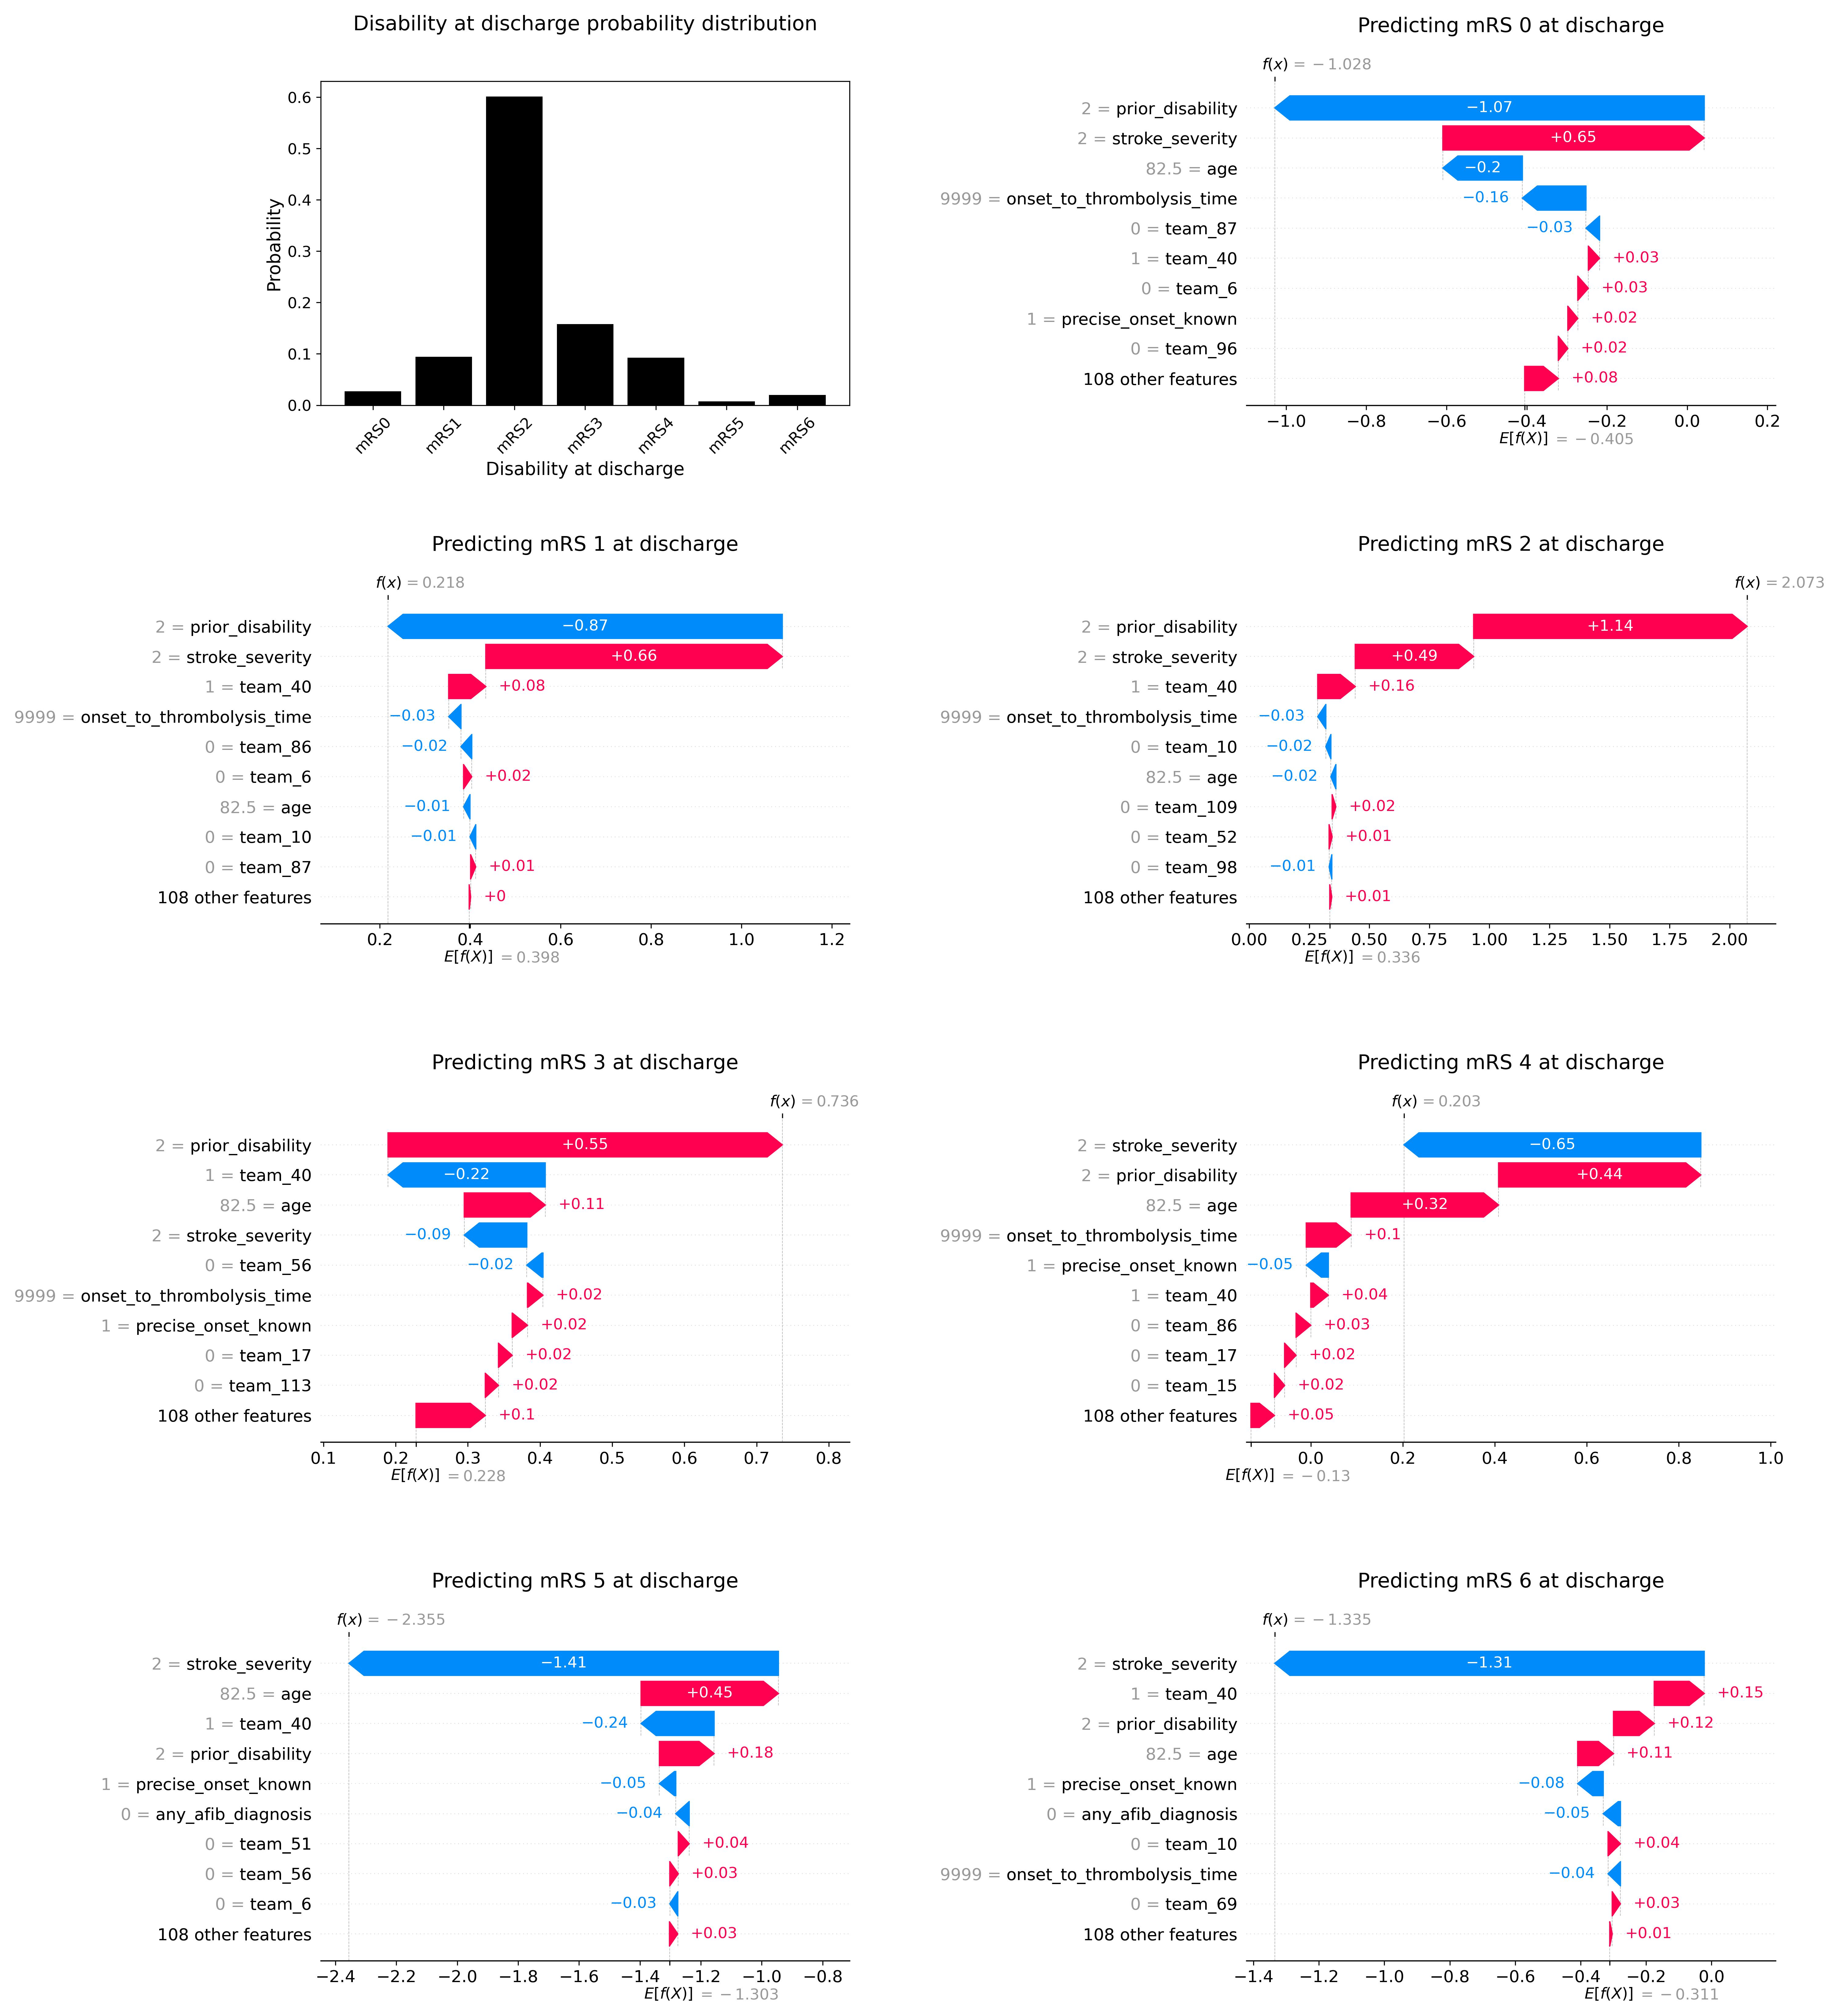 Disability at discharge probability distribution
Probability
0.6
0.5
0.4
0.3
0.2
0.1
0.0
mRS0 mRS1 mRS2 mRS3 mRS4 mRS5 mRS6
Disability at discharge
Predicting mRS 0 at discharge
f(x) = −1.028
2 = prior_disability −1.07
2 = stroke_severity +0.65
82.5 = age −0.2
9999 = onset_to_thrombolysis_time −0.16
0 = team_87 −0.03
1 = team_40 +0.03
0 = team_6 +0.03
1 = precise_onset_known +0.02
0 = team_96 +0.02
108 other features +0.08
−1.0 −0.8 −0.6 −0.4 −0.2 0.0 0.2
E[f(X)] = −0.405
Predicting mRS 1 at discharge
f(x) = 0.218
2 = prior_disability −0.87
2 = stroke_severity +0.66
1 = team_40 +0.08
9999 = onset_to_thrombolysis_time −0.03
0 = team_86 −0.02
0 = team_6 +0.02
82.5 = age −0.01
0 = team_10 −0.01
0 = team_87 +0.01
108 other features +0
0.2 0.4 0.6 0.8 1.0 1.2
E[f(X)] = 0.398
Predicting mRS 2 at discharge
f(x) = 2.073
2 = prior_disability +1.14
2 = stroke_severity +0.49
1 = team_40 +0.16
9999 = onset_to_thrombolysis_time −0.03
0 = team_10 −0.02
82.5 = age −0.02
0 = team_109 +0.02
0 = team_52 +0.01
0 = team_98 −0.01
108 other features +0.01
0.00 0.25 0.50 0.75 1.00 1.25 1.50 1.75 2.00
E[f(X)] = 0.336
Predicting mRS 3 at discharge
f(x) = 0.736
2 = prior_disability +0.55
1 = team_40 −0.22
82.5 = age +0.11
2 = stroke_severity −0.09
0 = team_56 −0.02
9999 = onset_to_thrombolysis_time +0.02
1 = precise_onset_known +0.02
0 = team_17 +0.02
0 = team_113 +0.02
108 other features +0.1
0.1 0.2 0.3 0.4 0.5 0.6 0.7 0.8
E[f(X)] = 0.228
Predicting mRS 4 at discharge
f(x) = 0.203
2 = stroke_severity −0.65
2 = prior_disability +0.44
82.5 = age +0.32
9999 = onset_to_thrombolysis_time +0.1
1 = precise_onset_known −0.05
1 = team_40 +0.04
0 = team_86 +0.03
0 = team_17 +0.02
0 = team_15 +0.02
108 other features +0.05
0.0 0.2 0.4 0.6 0.8 1.0
E[f(X)] = −0.13
Predicting mRS 5 at discharge
f(x) = −2.355
2 = stroke_severity −1.41
82.5 = age +0.45
1 = team_40 −0.24
2 = prior_disability +0.18
1 = precise_onset_known −0.05
0 = any_afib_diagnosis −0.04
0 = team_51 +0.04
0 = team_56 +0.03
0 = team_6 −0.03
108 other features +0.03
−2.4 −2.2 −2.0 −1.8 −1.6 −1.4 −1.2 −1.0 −0.8
E[f(X)] = −1.303
Predicting mRS 6 at discharge
f(x) = −1.335
2 = stroke_severity −1.31
1 = team_40 +0.15
2 = prior_disability +0.12
82.5 = age +0.11
1 = precise_onset_known −0.08
0 = any_afib_diagnosis −0.05
0 = team_10 +0.04
9999 = onset_to_thrombolysis_time −0.04
0 = team_69 +0.03
108 other features +0.01
−1.4 −1.2 −1.0 −0.8 −0.6 −0.4 −0.2 0.0
E[f(X)] = −0.311